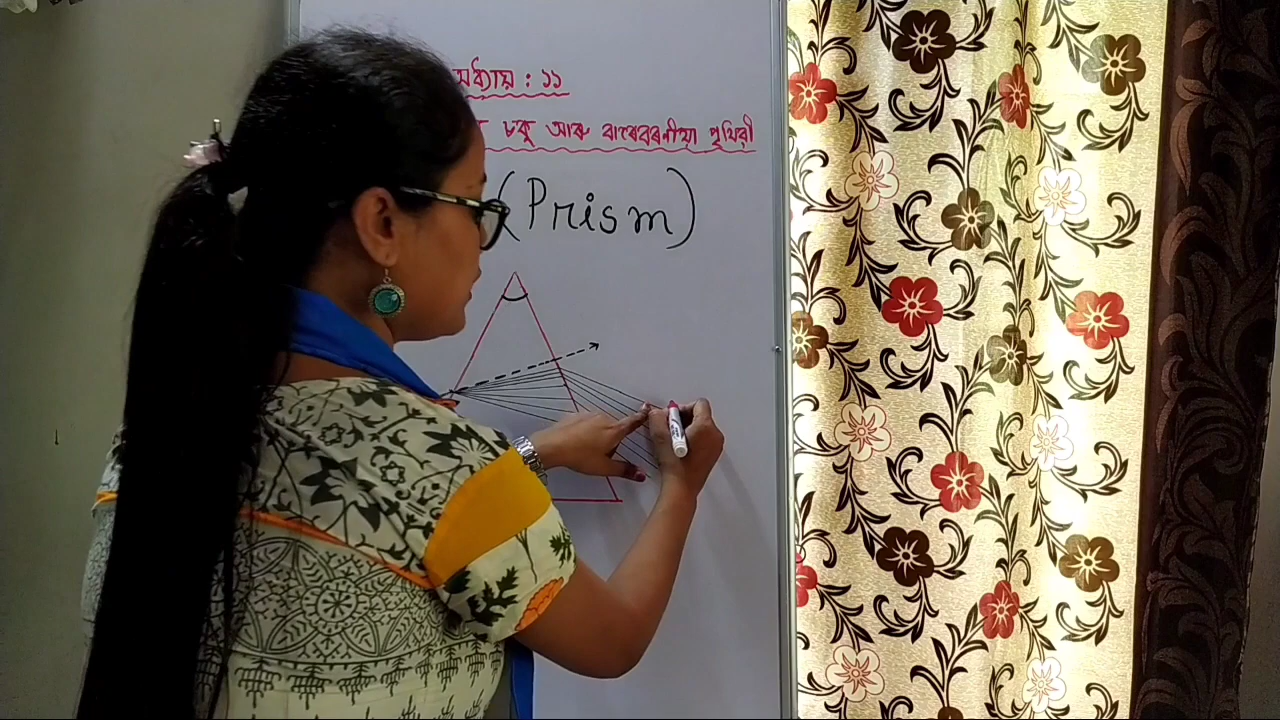 অধ্যায় : ১১
চকু আৰু বাৰেবৰণীয়া পৃথিৱী
(Prism)